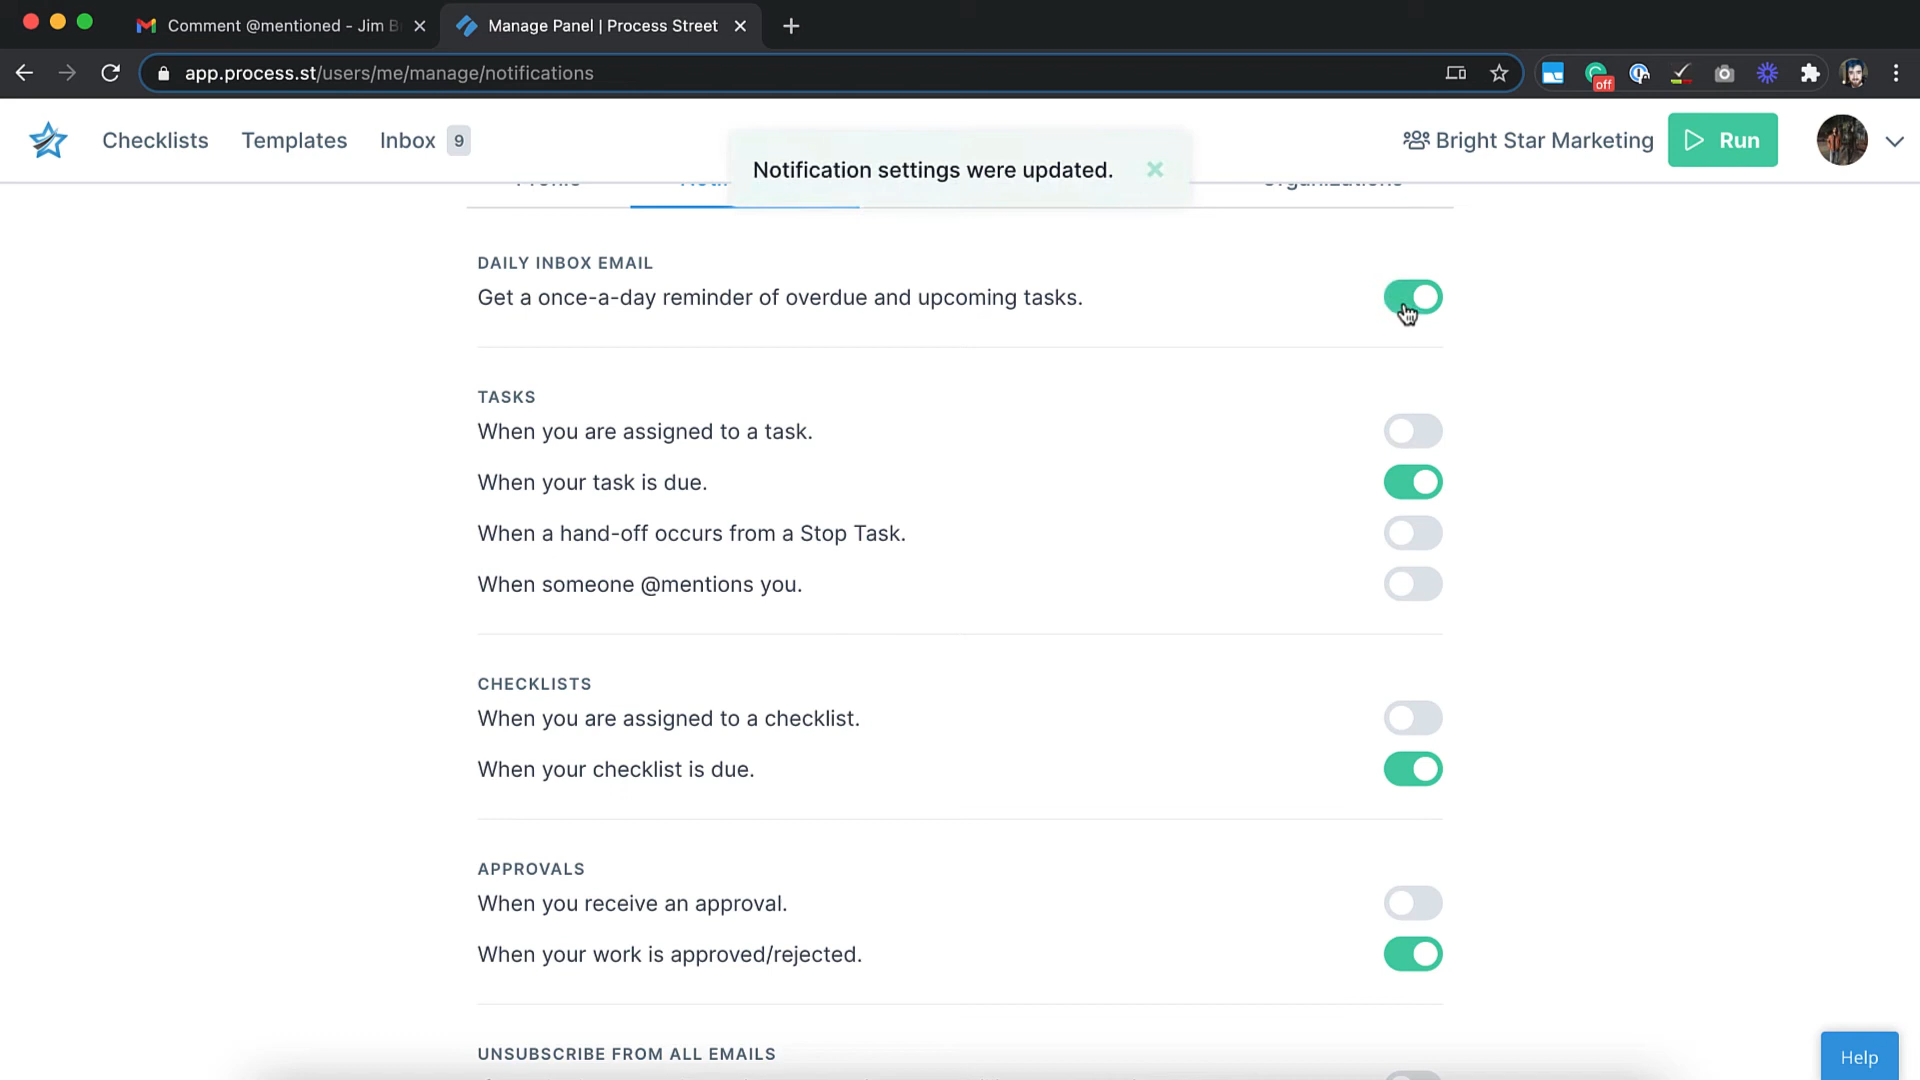 Comment @mentioned - Jim B
Manage Panel | Process Street
app.process.st/users/me/manage/notifications
off
Checklists
Templates
Inbox 9
Notification settings were updated.
Bright Star Marketing
Run
Profile
Organizations
DAILY INBOX EMAIL
Get a once-a-day reminder of overdue and upcoming tasks.
TASKS
When you are assigned to a task.
When your task is due.
When a hand-off occurs from a Stop Task.
When someone @mentions you.
CHECKLISTS
When you are assigned to a checklist.
When your checklist is due.
APPROVALS
When you receive an approval.
When your work is approved/rejected.
UNSUBSCRIBE FROM ALL EMAILS
Help